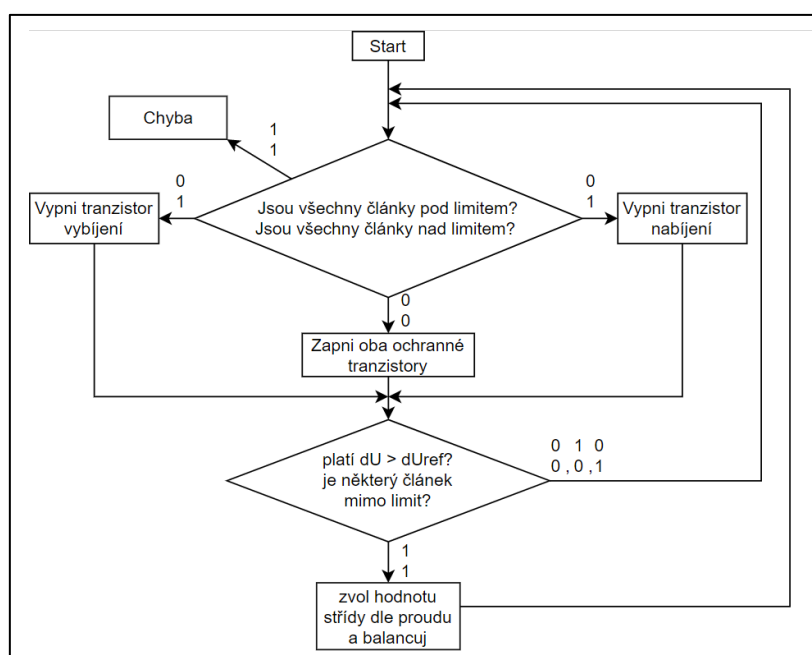 Start
Chyba
1
1
0
1
0
1
Vypni tranzistor
vybíjení
Jsou všechny články pod limitem?
Jsou všechny články nad limitem?
Vypni tranzistor
nabíjení
0
0
Zapni oba ochranné
tranzistory
platí dU > dUref?
je některý článek
mimo limit?
0 1 0
0 ,0 ,1
1
1
zvol hodnotu
střídy dle proudu
a balancuj